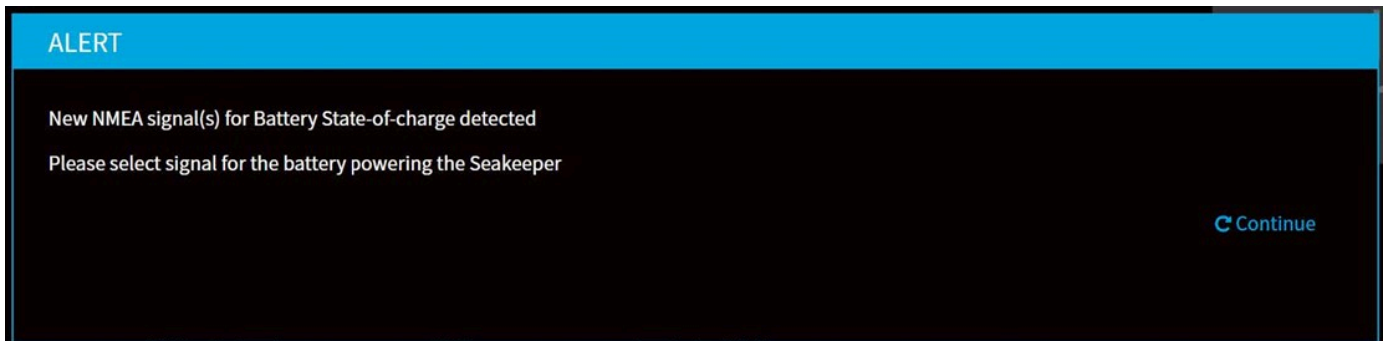 ALERT
New NMEA signal(s) for Battery State-of-charge detected
Please select signal for the battery powering the Seakeeper
Continue